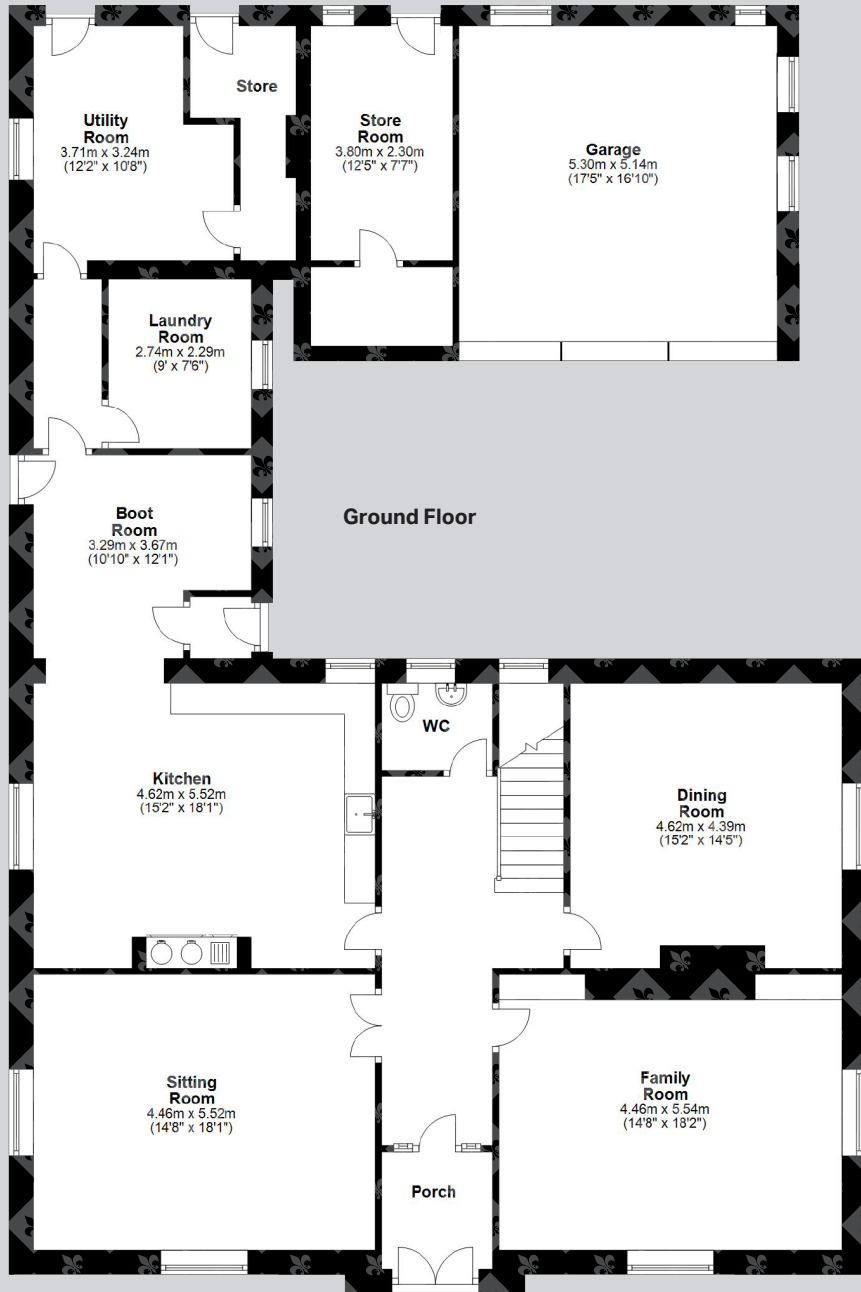 Store
Utility
Room
3.71m x 3.24m
(12'2" x 10'8")
Store
Room
3.80m x 2.30m
(12'5" x 7'7")
Garage
5.30m x 5.14m
(17'5" x 16'10")
Laundry
Room
2.74m x 2.29m
(9' x 7'6")
Boot
Room
3.29m x 3.67m
(10'10" x 12'1")
Ground Floor
WC
Kitchen
4.62m x 5.52m
(15'2" x 18'1")
Dining
Room
4.62m x 4.39m
(15'2" x 14'5")
Sitting
Room
4.46m x 5.52m
(14'8" x 18'1")
Family
Room
4.46m x 5.54m
(14'8" x 18'2")
Porch